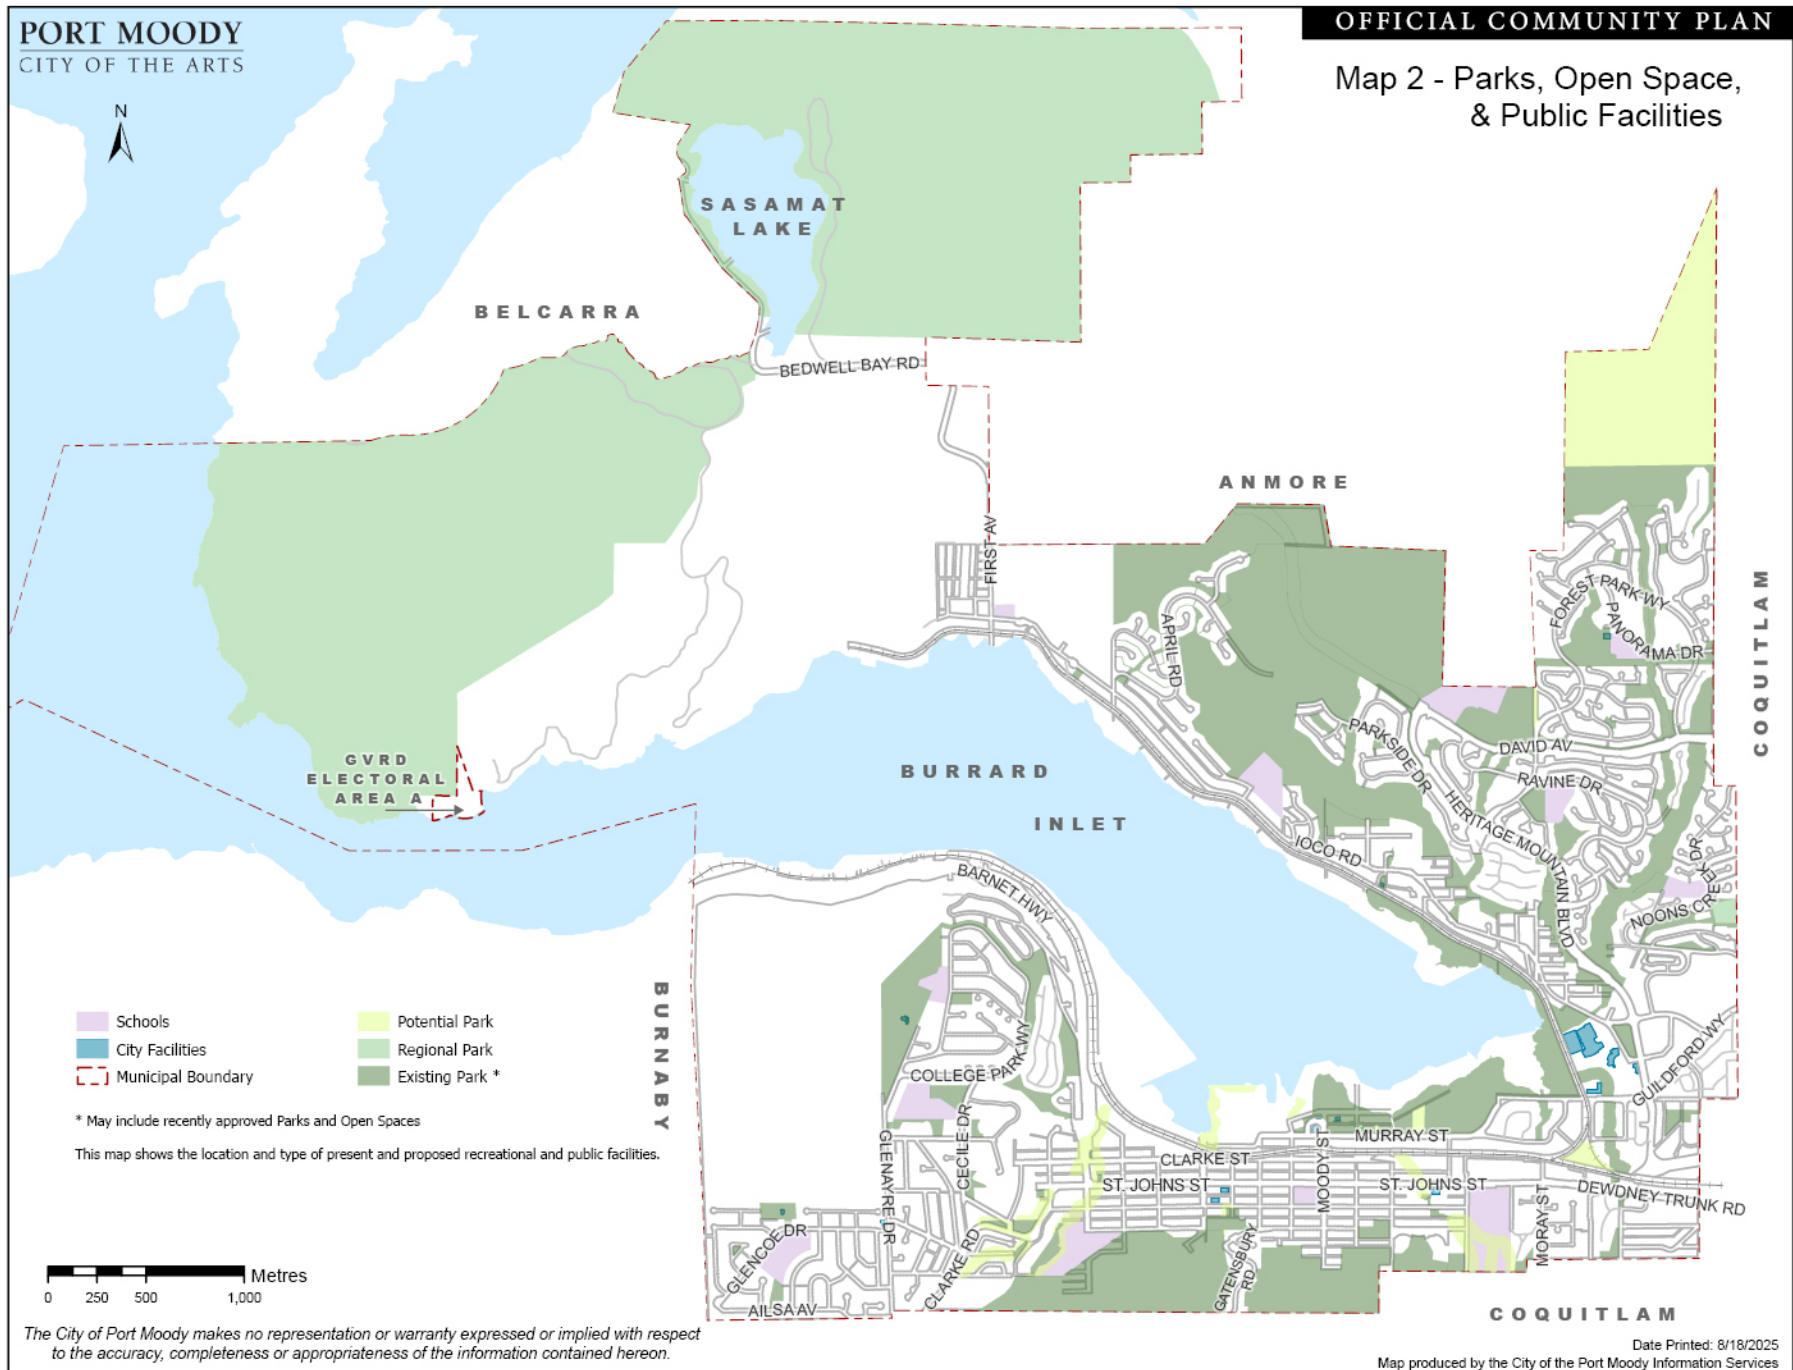 PORT MOODY
CITY OF THE ARTS
N
OFFICIAL COMMUNITY PLAN
Map 2 - Parks, Open Space,
& Public Facilities
SASAMAT
LAKE
BELCARRA
BEDWELL BAY RD
ANMORE
FIRST AV
FOREST PARK WY
PANORAMA DR
APRIL RD
COQUITLAM
PARKSIDE DR
DAVID AV
RAVINE DR
HERITAGE MOUNTAIN BLVD
GVRD
ELECTORAL
AREA A
BURRARD
INLET
IOCO RD
NOONS CREEK DR
BARNET HWY
BURNABY
GUILDFORD WY
COLLEGE PARK WY
CECILE DR
GLENAYRE DR
MURRAY ST
CLARKE ST
MOODY ST
ST. JOHNS ST
ST. JOHNS ST
DEWDNEY TRUNK RD
MORAY ST
GLENCOE DR
CLARKE RD
GATENSBURY
RD
AILSA AV
COQUITLAM
Schools
City Facilities
Municipal Boundary
Potential Park
Regional Park
Existing Park *
* May include recently approved Parks and Open Spaces
This map shows the location and type of present and proposed recreational and public facilities.
Metres
0 250 500 1,000
The City of Port Moody makes no representation or warranty expressed or implied with respect
to the accuracy, completeness or appropriateness of the information contained hereon.
Date Printed: 8/18/2025
Map produced by the City of the Port Moody Information Services